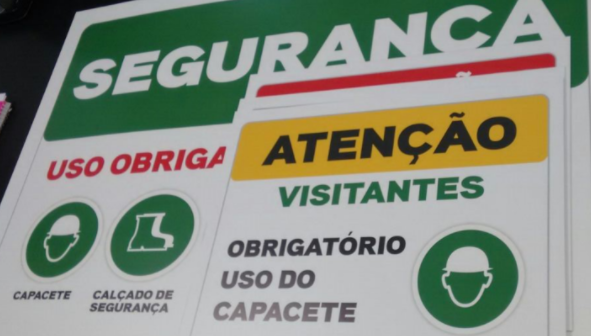 SEGURANÇA
USO OBRIGA
CAPACETE
CALÇADO DE
SEGURANÇA
ATENÇÃO
VISITANTES
OBRIGATÓRIO
USO DO
CAPACETE